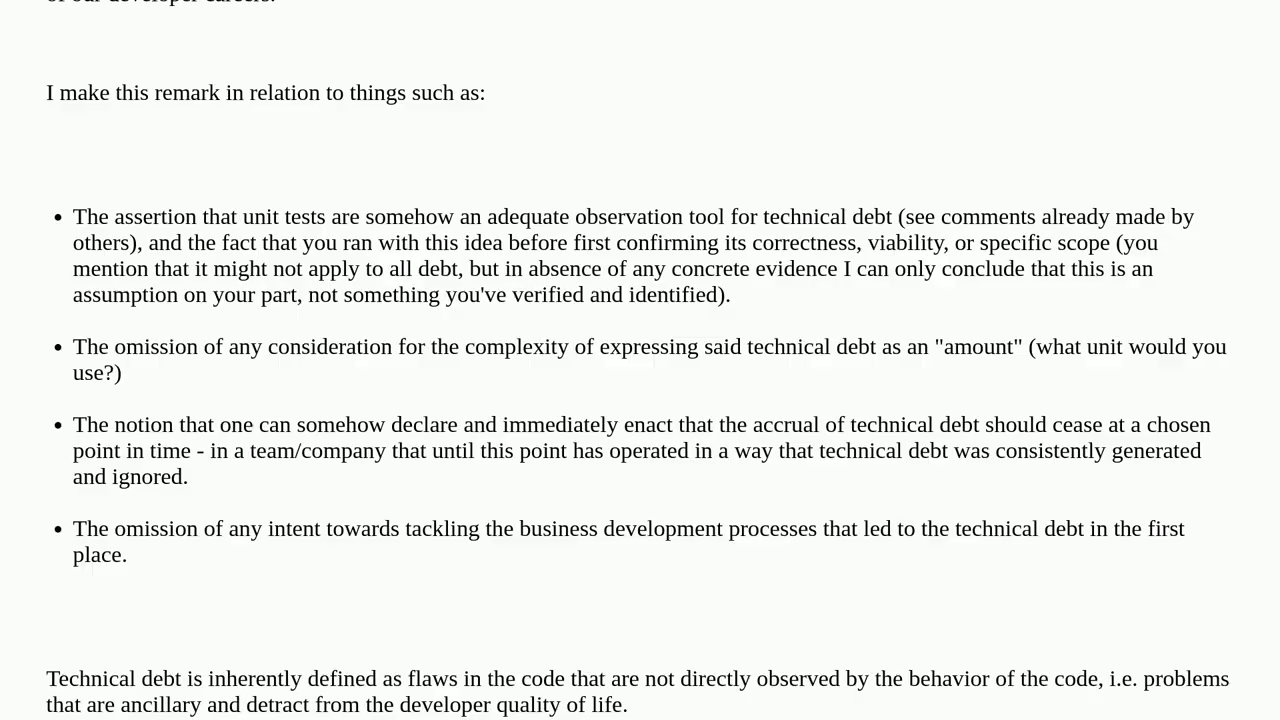 of our developer careers.
I make this remark in relation to things such as:
• The assertion that unit tests are somehow an adequate observation tool for technical debt (see comments already made by
others), and the fact that you ran with this idea before first confirming its correctness, viability, or specific scope (you
mention that it might not apply to all debt, but in absence of any concrete evidence I can only conclude that this is an
assumption on your part, not something you've verified and identified).
• The omission of any consideration for the complexity of expressing said technical debt as an "amount" (what unit would you
use?)
• The notion that one can somehow declare and immediately enact that the accrual of technical debt should cease at a chosen
point in time - in a team/company that until this point has operated in a way that technical debt was consistently generated
and ignored.
• The omission of any intent towards tackling the business development processes that led to the technical debt in the first
place.
Technical debt is inherently defined as flaws in the code that are not directly observed by the behavior of the code, i.e. problems
that are ancillary and detract from the developer quality of life.